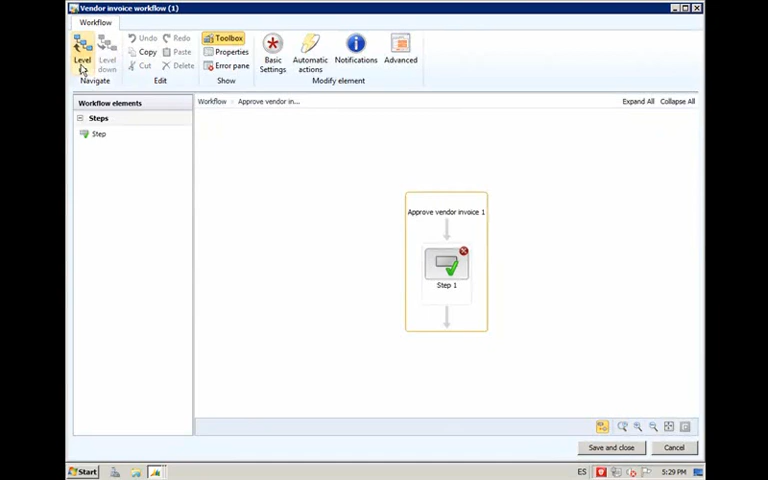 Vendor invoice workflow (1)
Workflow
Level
Level down
Navigate
Undo
Redo
Copy
Paste
Cut
Delete
Edit
Toolbox
Properties
Error pane
Show
Basic Settings
Automatic actions
Notifications
Advanced
Modify element
Workflow elements
Steps
Step
Workflow > Approve vendor in...
Expand All
Collapse All
Approve vendor invoice 1
Step 1
Save and close
Cancel
Start
ES
5:29 PM